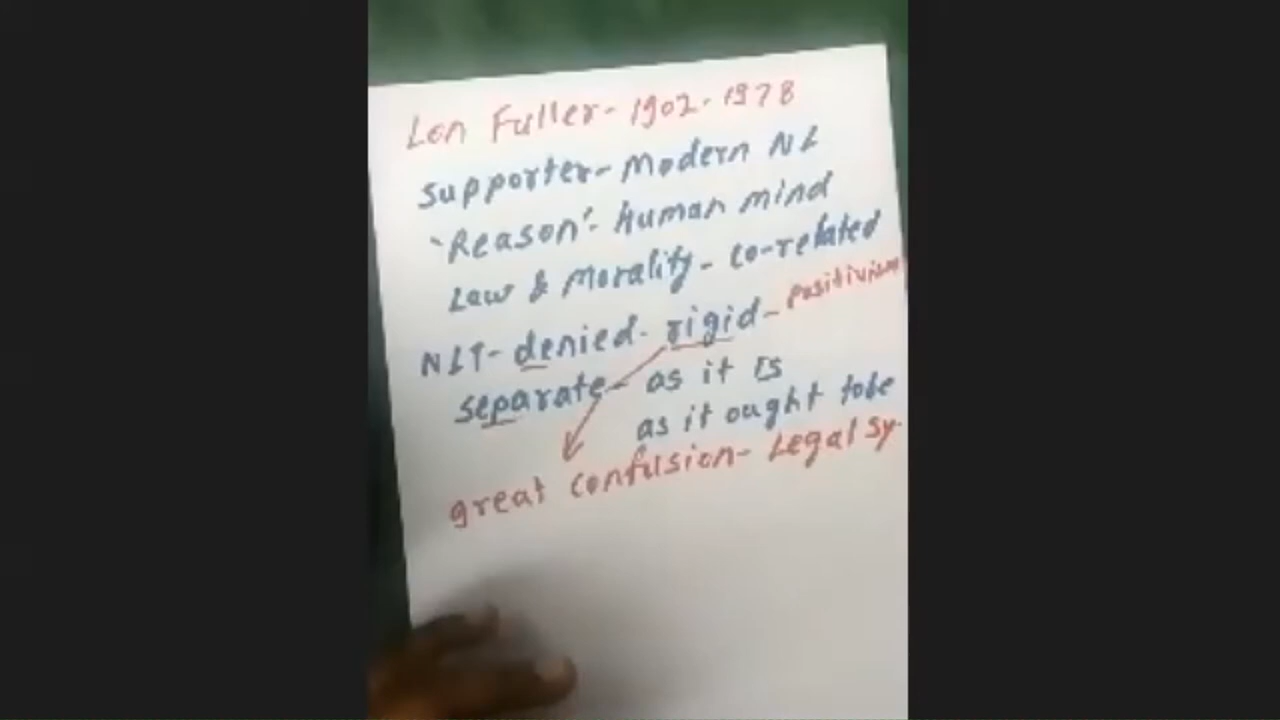 Lon Fuller- 1902-1978
Supporter- Modern NL
'Reason'- Human mind
Law & Morality- co-related
NLT- denied- rigid- positivism
separate- as it is
as it ought to be
great confusion- Legal Sy.